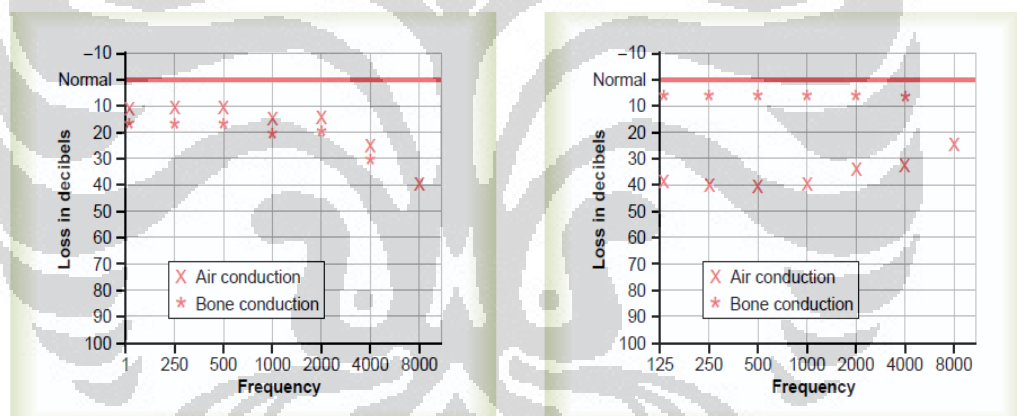 –10
Normal
10
20
30
40
50
60
70
80
90
100
Loss in decibels
X Air conduction
* Bone conduction
1 250 500 1000 2000 4000 8000
Frequency
–10
Normal
10
20
30
40
50
60
70
80
90
100
Loss in decibels
X Air conduction
* Bone conduction
125 250 500 1000 2000 4000 8000
Frequency